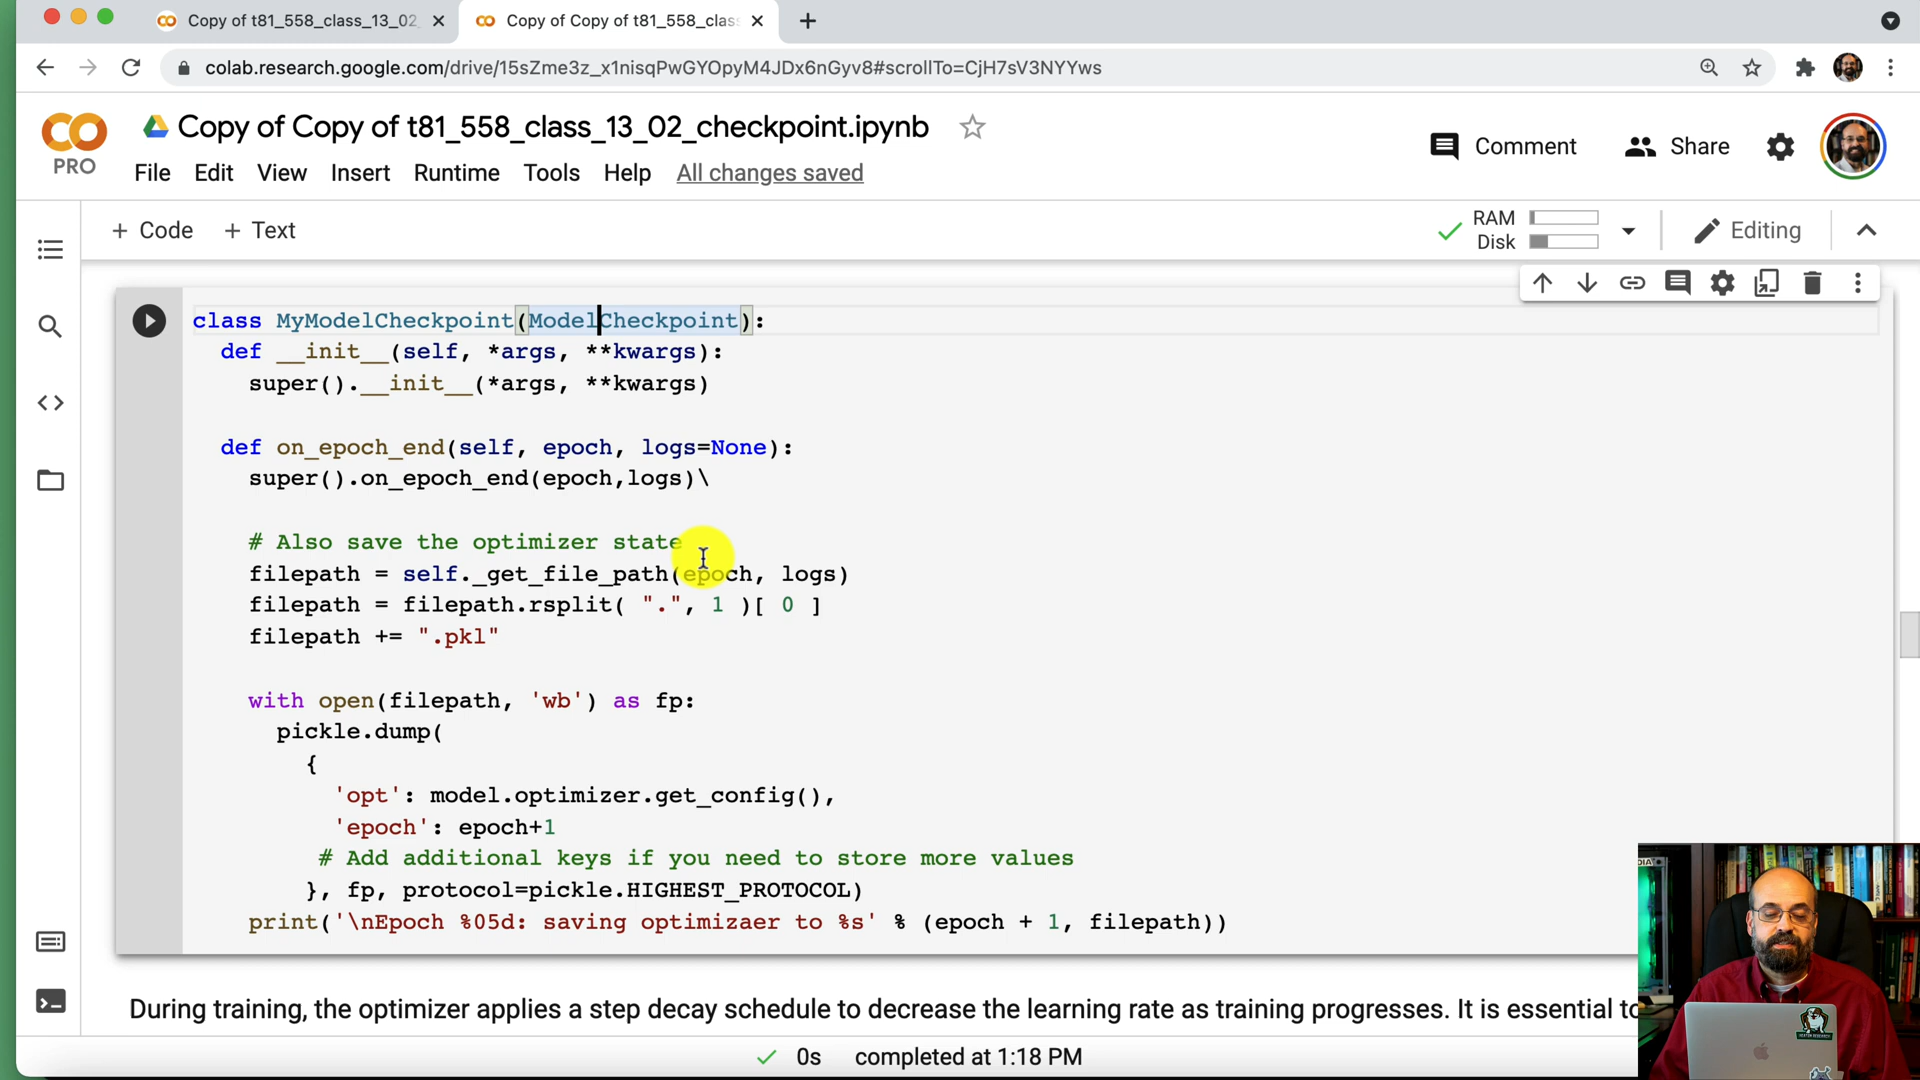 Copy of t81_558_class_13_02_
Copy of Copy of t81_558_clas
colab.research.google.com/drive/15sZme3z_x1nisqPwGYOpyM4JDx6nGyv8#scrollTo=CjH7sV3NYYws
PRO
Copy of Copy of t81_558_class_13_02_checkpoint.ipynb
Comment
Share
File Edit View Insert Runtime Tools Help All changes saved
+ Code + Text
RAM
Disk
Editing
class MyModelCheckpoint(ModelCheckpoint):
def __init__(self, *args, **kwargs):
super().__init__(*args, **kwargs)
def on_epoch_end(self, epoch, logs=None):
super().on_epoch_end(epoch,logs)\
# Also save the optimizer state
filepath = self._get_file_path(epoch, logs)
filepath = filepath.rsplit( ".", 1 )[ 0 ]
filepath += ".pkl"
with open(filepath, 'wb') as fp:
pickle.dump(
{
'opt': model.optimizer.get_config(),
'epoch': epoch+1
# Add additional keys if you need to store more values
}, fp, protocol=pickle.HIGHEST_PROTOCOL)
print('\nEpoch %05d: saving optimizaer to %s' % (epoch + 1, filepath))
During training, the optimizer applies a step decay schedule to decrease the learning rate as training progresses. It is essential to
0s completed at 1:18 PM